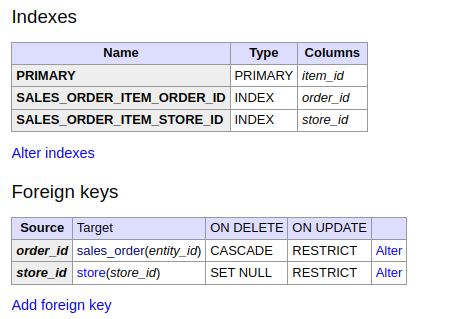 Indexes
Name Type Columns
PRIMARY PRIMARY item_id
SALES_ORDER_ITEM_ORDER_ID INDEX order_id
SALES_ORDER_ITEM_STORE_ID INDEX store_id
Alter indexes
Foreign keys
Source Target ON DELETE ON UPDATE
order_id sales_order(entity_id) CASCADE RESTRICT Alter
store_id store(store_id) SET NULL RESTRICT Alter
Add foreign key